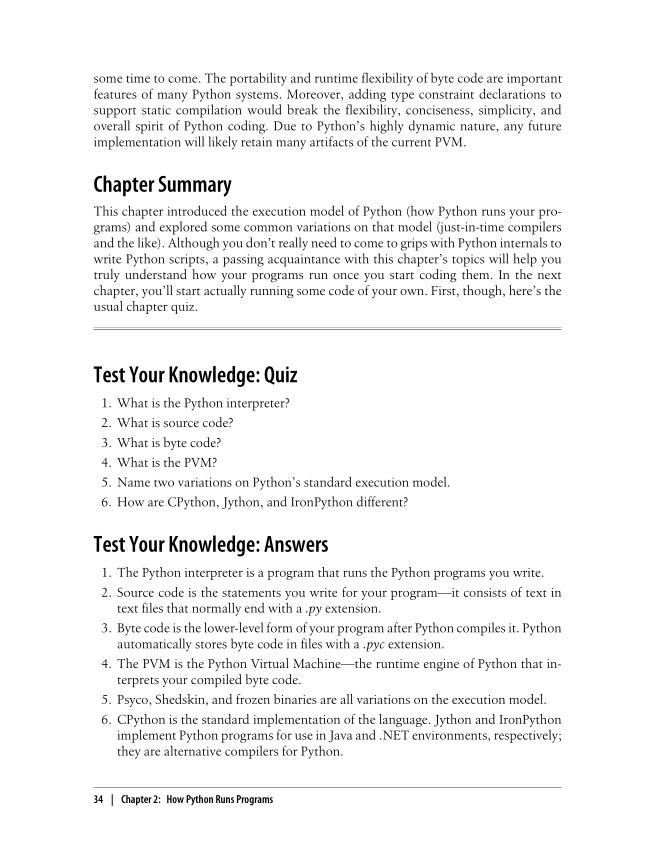 some time to come. The portability and runtime flexibility of byte code are important
features of many Python systems. Moreover, adding type constraint declarations to
support static compilation would break the flexibility, conciseness, simplicity, and
overall spirit of Python coding. Due to Python's highly dynamic nature, any future
implementation will likely retain many artifacts of the current PVM.
Chapter Summary
This chapter introduced the execution model of Python (how Python runs your pro-
grams) and explored some common variations on that model (just-in-time compilers
and the like). Although you don't really need to come to grips with Python internals to
write Python scripts, a passing acquaintance with this chapter's topics will help you
truly understand how your programs run once you start coding them. In the next
chapter, you'll start actually running some code of your own. First, though, here's the
usual chapter quiz.
Test Your Knowledge: Quiz
1. What is the Python interpreter?
2. What is source code?
3. What is byte code?
4. What is the PVM?
5. Name two variations on Python's standard execution model.
6. How are CPython, Jython, and IronPython different?
Test Your Knowledge: Answers
1. The Python interpreter is a program that runs the Python programs you write.
2. Source code is the statements you write for your program—it consists of text in
text files that normally end with a .py extension.
3. Byte code is the lower-level form of your program after Python compiles it. Python
automatically stores byte code in files with a .pyc extension.
4. The PVM is the Python Virtual Machine—the runtime engine of Python that in-
terprets your compiled byte code.
5. Psyco, Shedskin, and frozen binaries are all variations on the execution model.
6. CPython is the standard implementation of the language. Jython and IronPython
implement Python programs for use in Java and .NET environments, respectively;
they are alternative compilers for Python.
34 | Chapter 2: How Python Runs Programs